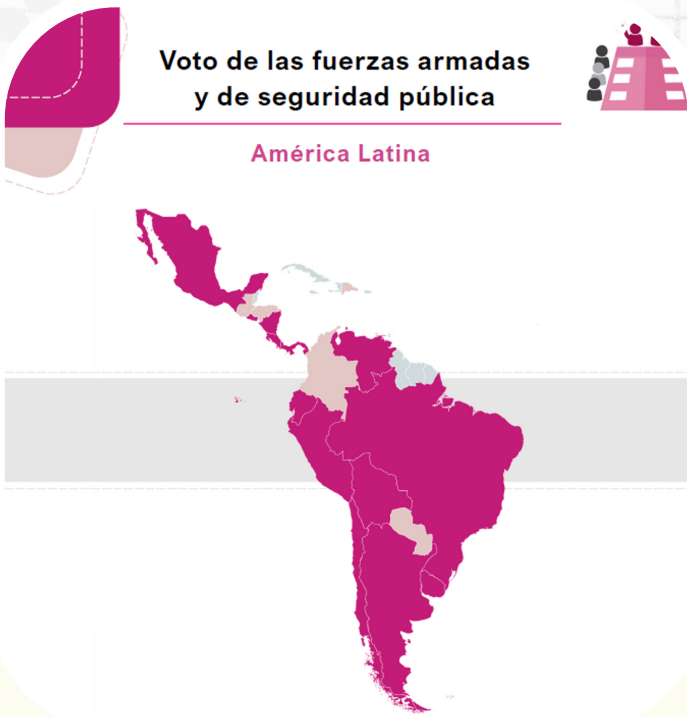 Voto de las fuerzas armadas
y de seguridad pública
América Latina